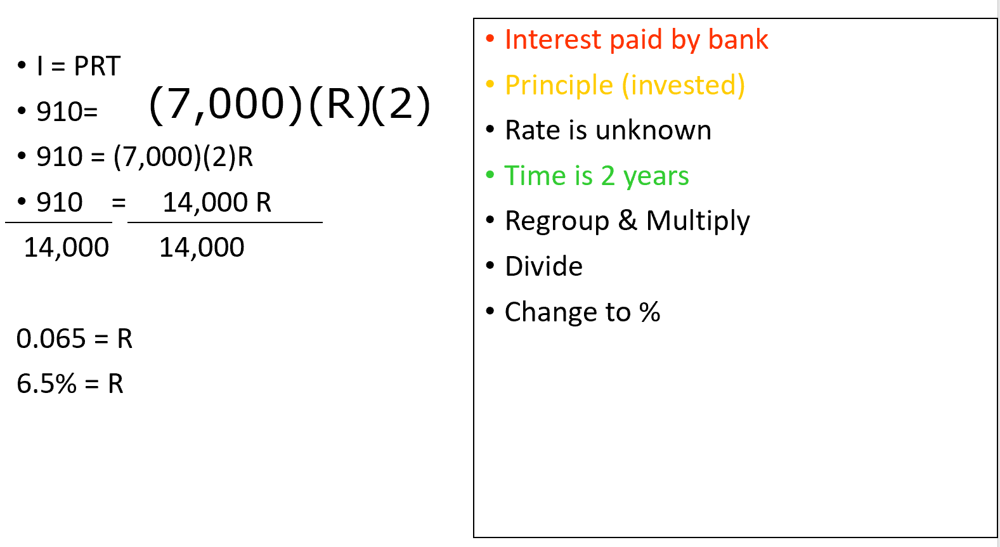 • I = PRT
• 910= (7,000)(R)(2)
• 910 = (7,000)(2)R
• 910 = 14,000 R
14,000 14,000
0.065 = R
6.5% = R
• Interest paid by bank
• Principle (invested)
• Rate is unknown
• Time is 2 years
• Regroup & Multiply
• Divide
• Change to %